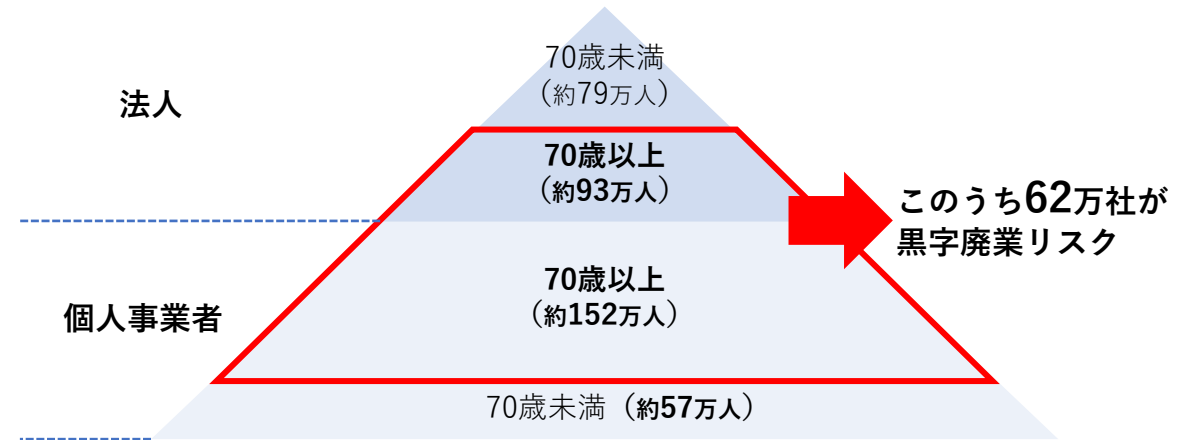 70歳未満
（約79万人）
法人
70歳以上
（約93万人）
このうち62万社が
黒字廃業リスク
70歳以上
（約152万人）
個人事業者
70歳未満（約57万人）